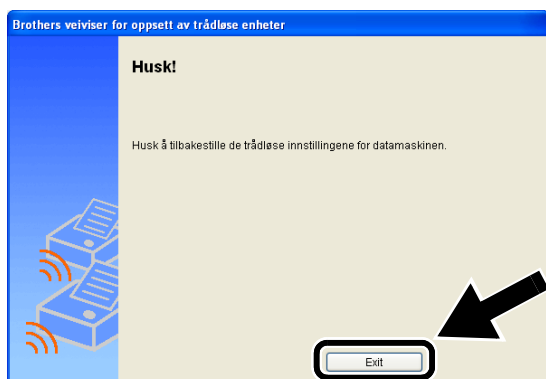 Brothers veiviser for oppsett av trådløse enheter
Husk!
Husk å tilbakestille de trådløse innstillingene for datamaskinen.
Exit